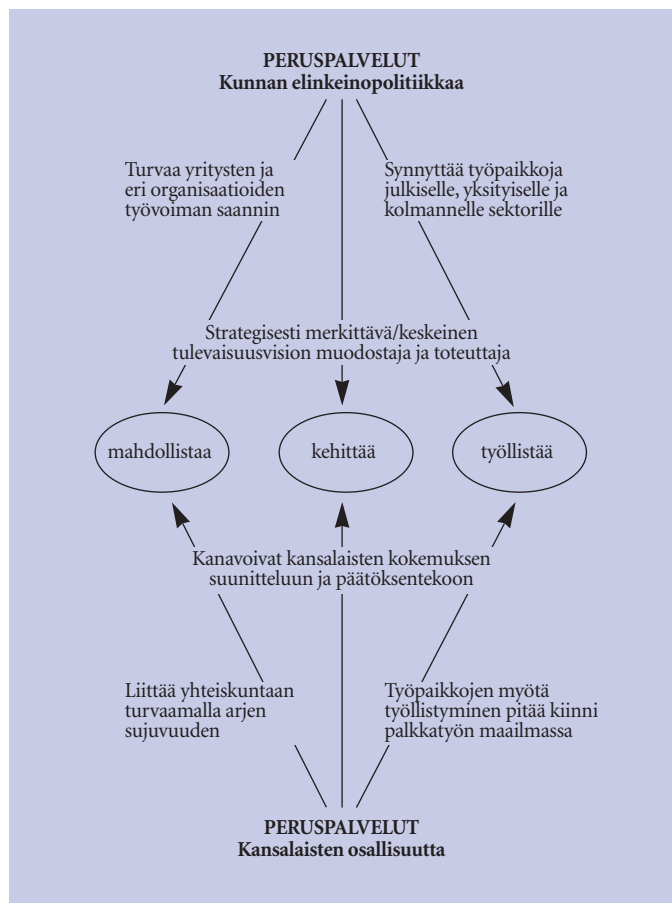 PERUSPALVELUT
Kunnan elinkeinopolitiikkaa
Turvaa yritysten ja
eri organisaatioiden
työvoiman saannin
Synnyttää työpaikkoja
julkiselle, yksityiselle ja
kolmannelle sektorille
Strategisesti merkittävä/keskeinen
tulevaisuusvision muodostaja ja toteuttaja
mahdollistaa
kehittää
työllistää
Kanavoivat kansalaisten kokemuksen
suunnitteluun ja päätöksentekoon
Liittää yhteiskuntaan
turvaamalla arjen
sujuvuuden
Työpaikkojen myötä
työllistyminen pitää kiinni
palkkatyön maailmassa
PERUSPALVELUT
Kansalaisten osallisuutta